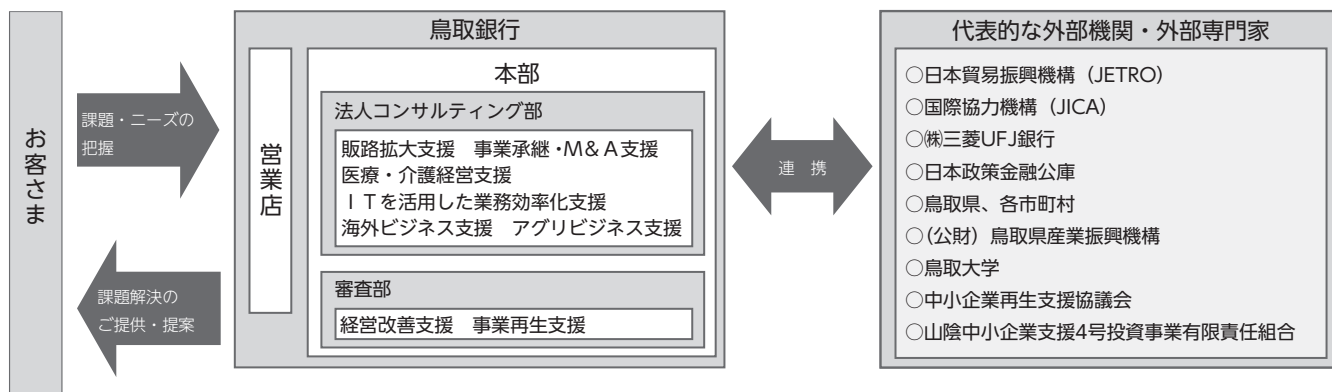 お客さま
課題・ニーズの
把握
課題解決の
ご提供・提案
鳥取銀行
営業店
本部
法人コンサルティング部
販路拡大支援　事業承継・M&A支援
医療・介護経営支援
ＩＴを活用した業務効率化支援
海外ビジネス支援　アグリビジネス支援
審査部
経営改善支援　事業再生支援
連　携
代表的な外部機関・外部専門家
○日本貿易振興機構（JETRO）
○国際協力機構（JICA）
○㈱三菱UFJ銀行
○日本政策金融公庫
○鳥取県、各市町村
○（公財）鳥取県産業振興機構
○鳥取大学
○中小企業再生支援協議会
○山陰中小企業支援4号投資事業有限責任組合